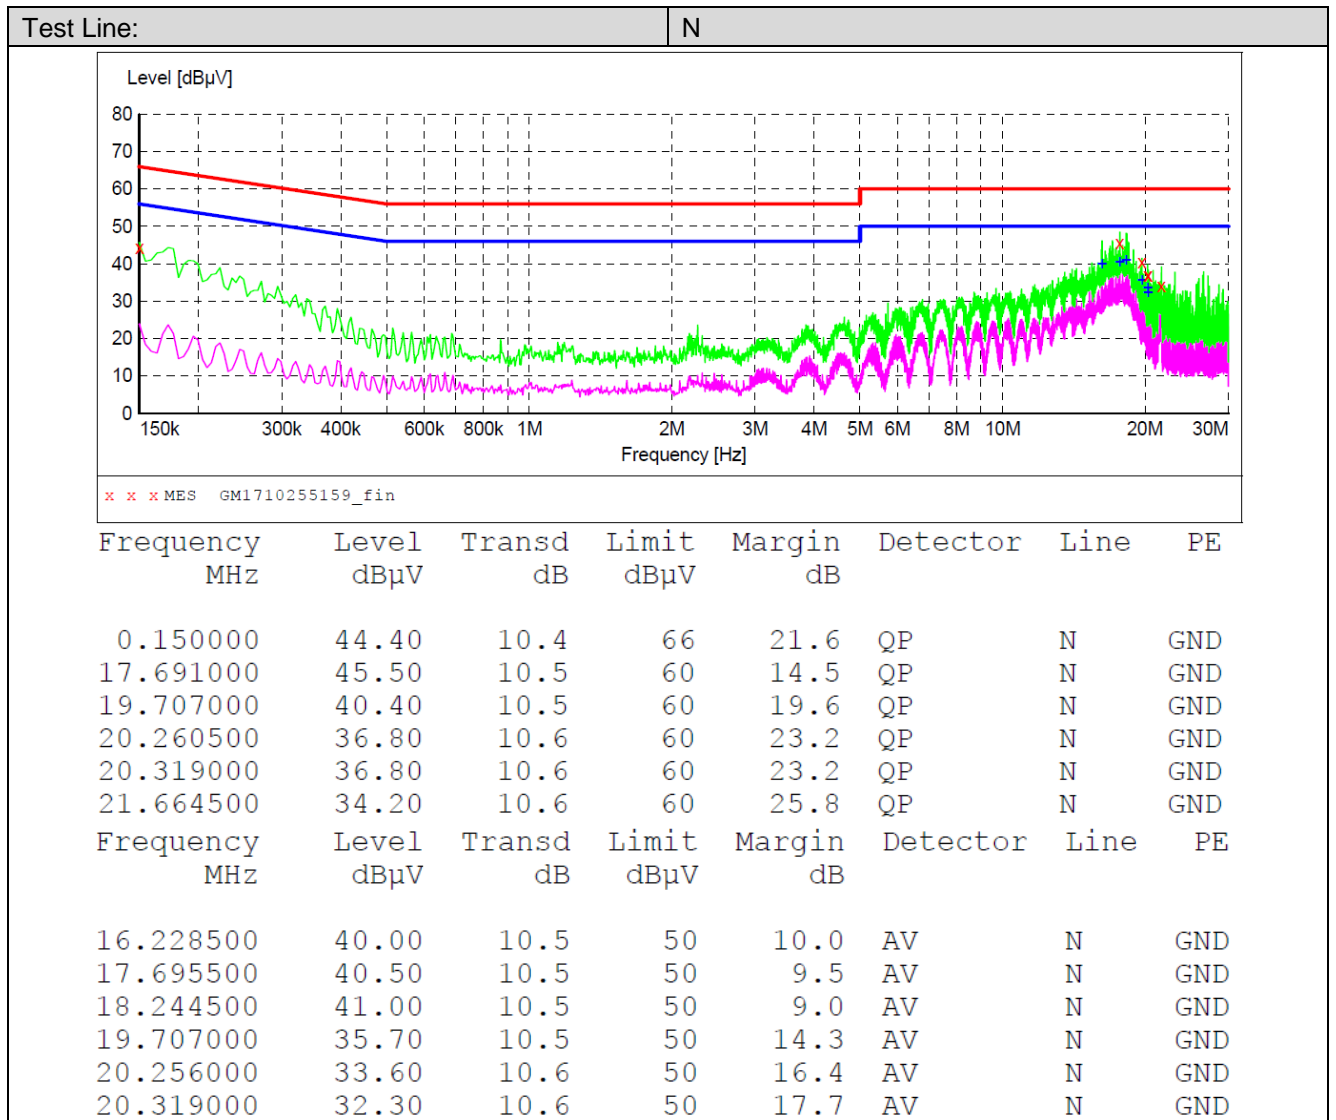 Test Line: N
Level [dBµV]
80
70
60
50
40
30
20
10
0
150k 300k 400k 600k 800k 1M 2M 3M 4M 5M 6M 8M 10M 20M 30M
Frequency [Hz]
x x x MES GM1710255159_fin
Frequency Level Transd Limit Margin Detector Line PE
MHz dBµV dB dBµV dB
0.150000 44.40 10.4 66 21.6 QP N GND
17.691000 45.50 10.5 60 14.5 QP N GND
19.707000 40.40 10.5 60 19.6 QP N GND
20.260500 36.80 10.6 60 23.2 QP N GND
20.319000 36.80 10.6 60 23.2 QP N GND
21.664500 34.20 10.6 60 25.8 QP N GND
Frequency Level Transd Limit Margin Detector Line PE
MHz dBµV dB dBµV dB
16.228500 40.00 10.5 50 10.0 AV N GND
17.695500 40.50 10.5 50 9.5 AV N GND
18.244500 41.00 10.5 50 9.0 AV N GND
19.707000 35.70 10.5 50 14.3 AV N GND
20.256000 33.60 10.6 50 16.4 AV N GND
20.319000 32.30 10.6 50 17.7 AV N GND